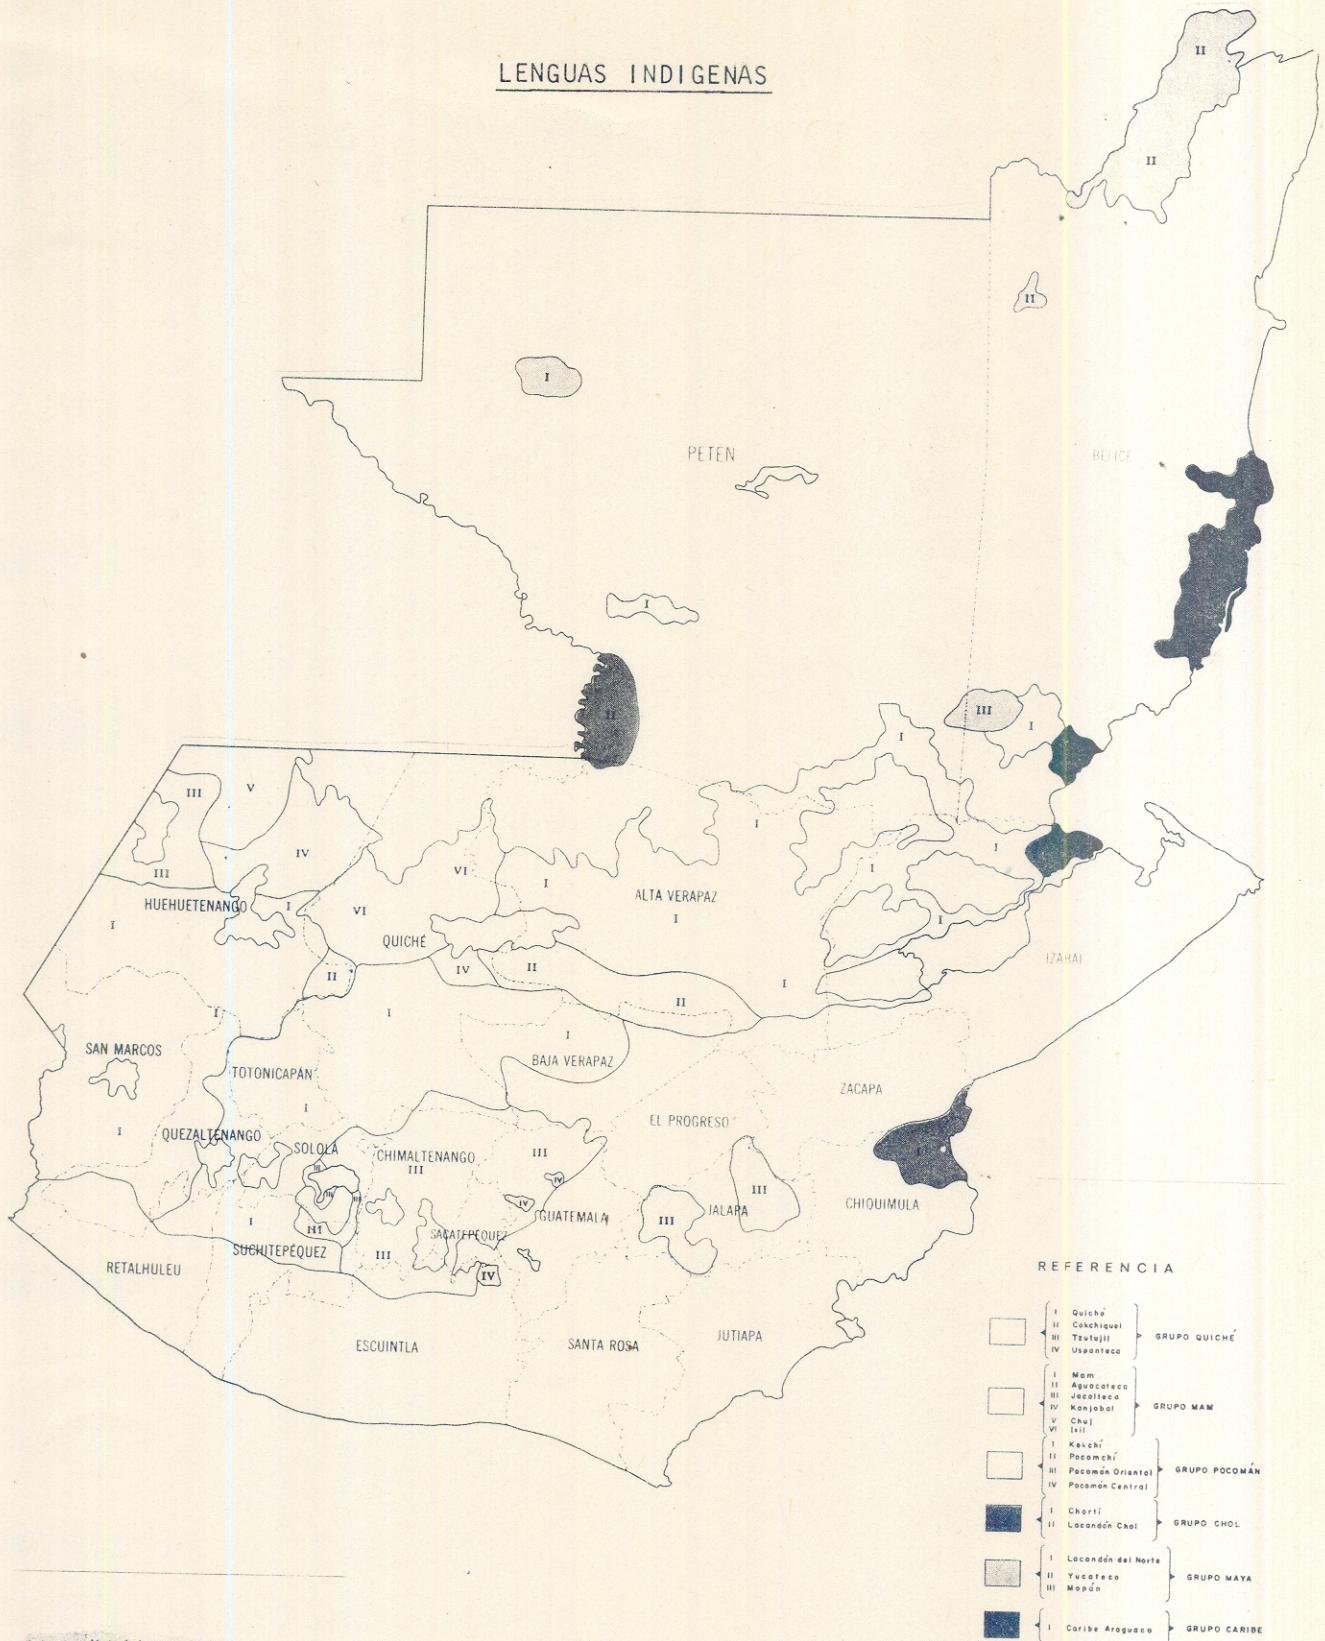 LENGUAS INDIGENAS
II
II
II
I
PETEN
BELICE
I
II
III
I
I
III
V
I
IV
I
III
VI
I
I
ALTA VERAPAZ
HUEHUETENANGO
I
VI
I
I
I
QUICHÉ
IZABAL
II
IV
II
I
II
I
I
I
SAN MARCOS
BAJA VERAPAZ
TOTONICAPÁN
ZACAPA
I
EL PROGRESO
I
QUEZALTENANGO
SOLOLÁ
CHIMALTENANGO
III
III
III
IV
III
IV
JALAPA
CHIQUIMULA
III
GUATEMALA
I
III
SACATEPÉQUEZ
SUCHITEPÉQUEZ
III
RETALHULEU
IV
ESCUINTLA
SANTA ROSA
JUTIAPA
REFERENCIA
I Quiché
II Cakchiquel
III Tzutujil
IV Uspanteca
GRUPO QUICHÉ
I Mam
II Aguacateca
III Jacalteca
IV Kanjobal
V Chuj
VI Ixil
GRUPO MAM
I Kekchí
II Pocomchí
III Pocomán Oriental
IV Pocomán Central
GRUPO POCOMÁN
I Chortí
II Lacandón Chol
GRUPO CHOL
I Lacandón del Norte
II Yucateco
III Mopán
GRUPO MAYA
I Caribe Araguaco
GRUPO CARIBE